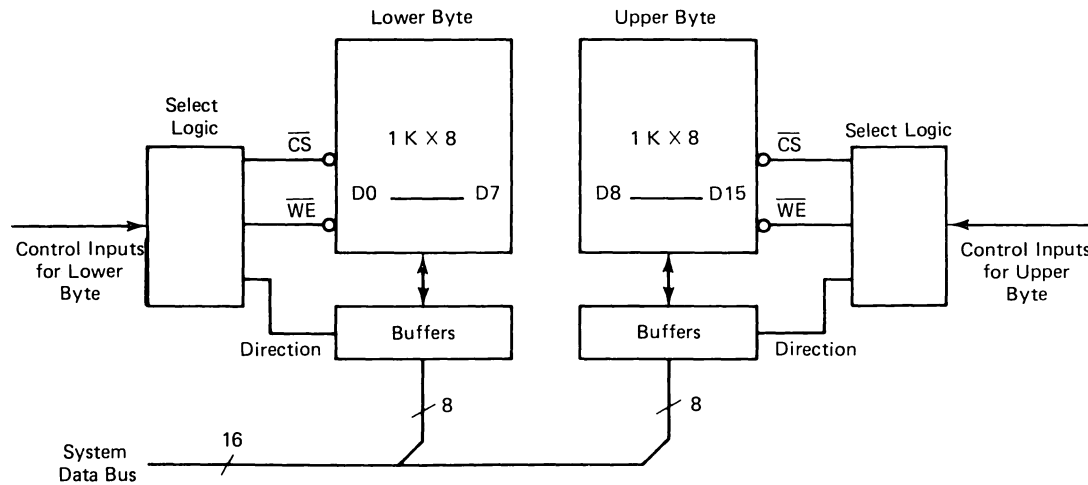 Lower Byte
Upper Byte
Select
Logic
CS
1 K X 8
WE
D0
D7
Control Inputs
for Lower
Byte
Buffers
Direction
8
1 K X 8
D8
D15
CS
WE
Select Logic
Control Inputs
for Upper
Byte
Buffers
Direction
8
16
System
Data Bus